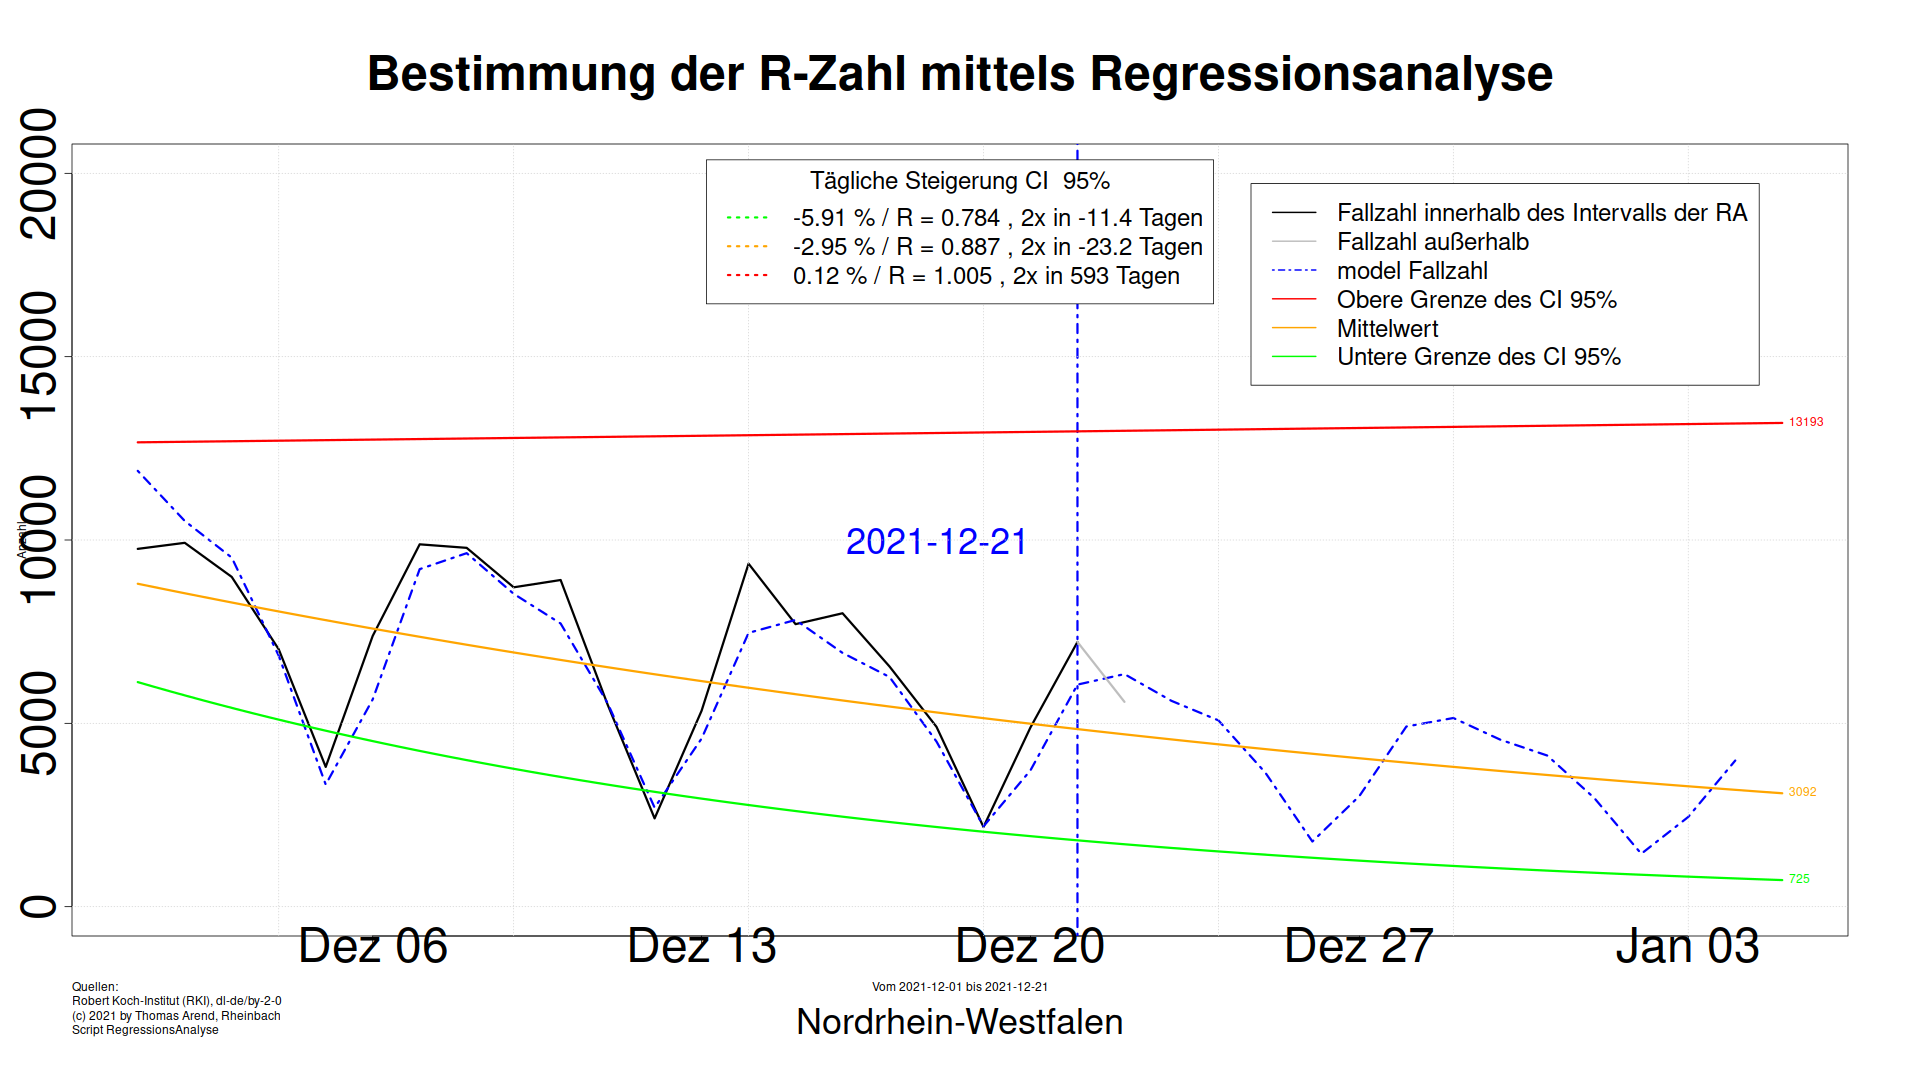 Bestimmung der R-Zahl mittels Regressionsanalyse
Anzahl
20000
15000
10000
5000
0
Tägliche Steigerung CI  95%
-5.91 % / R = 0.784 , 2x in -11.4 Tagen
-2.95 % / R = 0.887 , 2x in -23.2 Tagen
0.12 % / R = 1.005 , 2x in 593 Tagen
Fallzahl innerhalb des Intervalls der RA
Fallzahl außerhalb
model Fallzahl
Obere Grenze des CI 95%
Mittelwert
Untere Grenze des CI 95%
13193
2021-12-21
3092
725
Dez 06
Dez 13
Dez 20
Dez 27
Jan 03
Quellen:
Robert Koch-Institut (RKI), dl-de/by-2-0
(c) 2021 by Thomas Arend, Rheinbach
Script RegressionsAnalyse
Vom 2021-12-01 bis 2021-12-21
Nordrhein-Westfalen